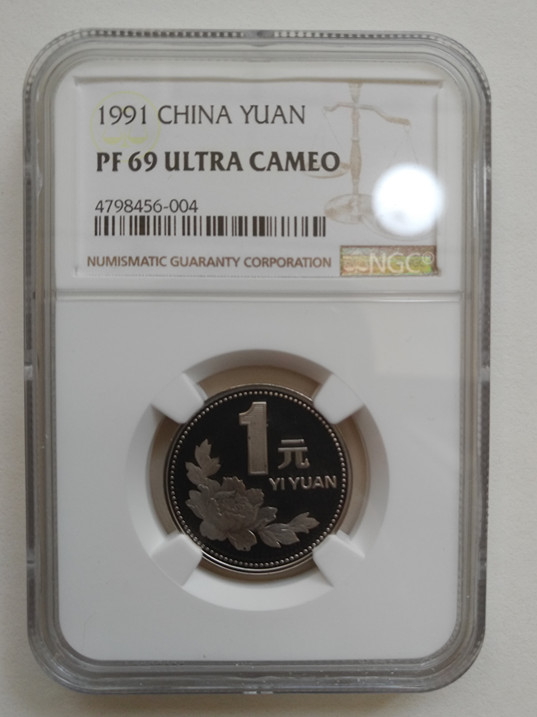 1991 CHINA YUAN
PF 69 ULTRA CAMEO
4798456-004
NUMISMATIC GUARANTY CORPORATION
NGC®
1元
YI YUAN